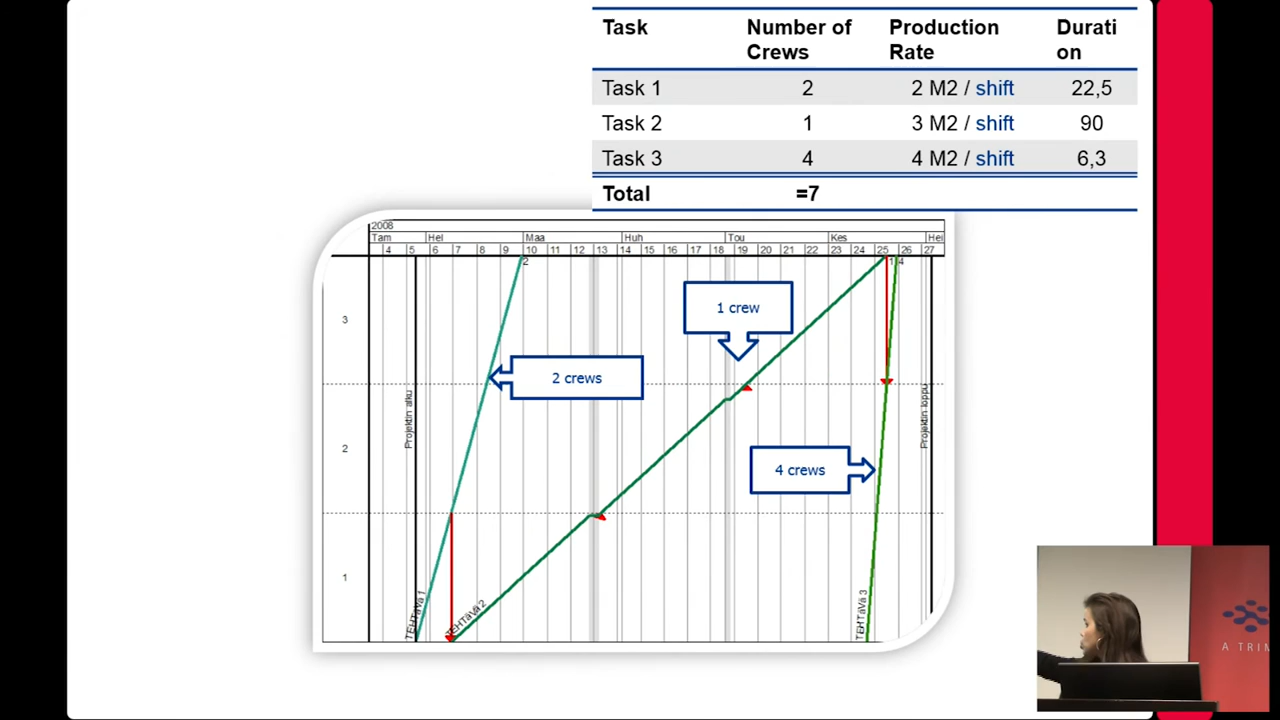 Task Number of Crews Production Rate Durati on
Task 1 2 2 M2 / shift 22,5
Task 2 1 3 M2 / shift 90
Task 3 4 4 M2 / shift 6,3
Total =7
2008
Tam Hel Maa Huh Tou Kes Hei
4 5 6 7 8 9 10 11 12 13 14 15 16 17 18 19 20 21 22 23 24 25 26 27
2 1 4
3
1 crew
2 crews
Projektin alku
Projektin loppu
2
4 crews
1
TEHTäVä 1
TEHTäVä 2
TEHTäVä 3
A TRIM